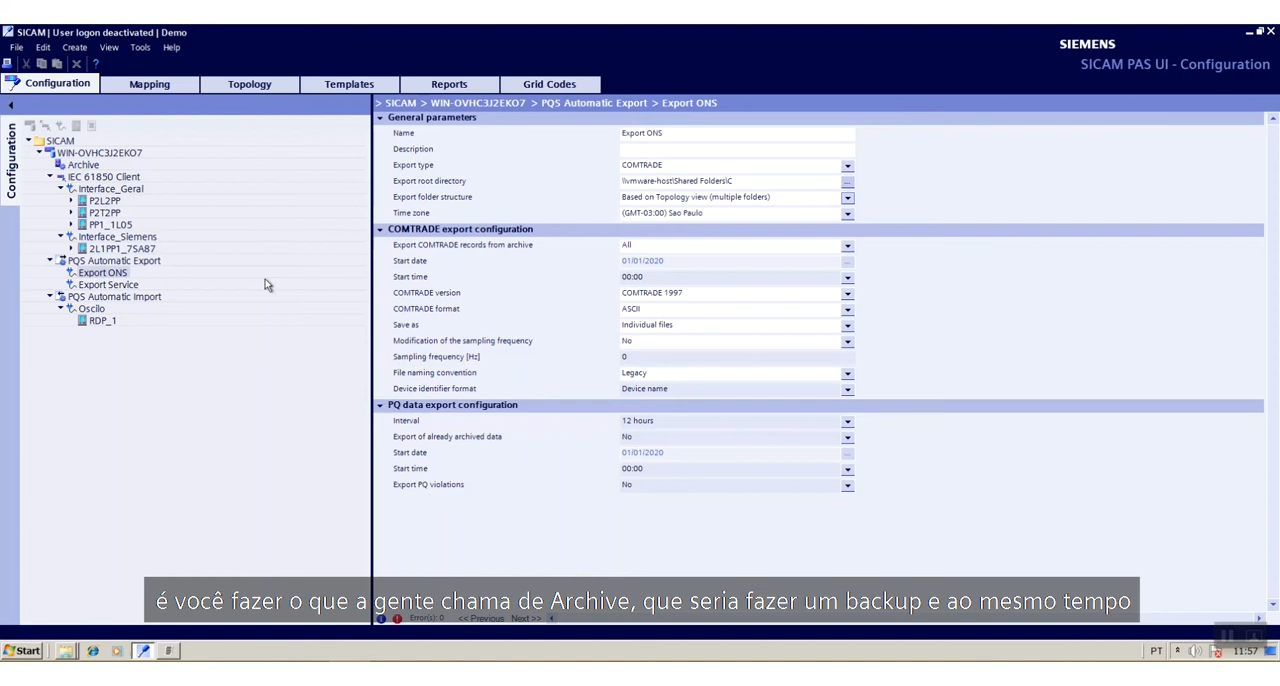 SICAM | User logon deactivated | Demo
File Edit Create View Tools Help
SIEMENS
SICAM PAS UI - Configuration
Configuration Mapping Topology Templates Reports Grid Codes
> SICAM > WIN-OVHC3J2EKO7 > PQS Automatic Export > Export ONS
Configuration
SICAM
WIN-OVHC3J2EKO7
Archive
IEC 61850 Client
Interface_Geral
P2L2PP
P2T2PP
PP1_1L05
Interface_Siemens
2L1PP1_7SA87
PQS Automatic Export
Export ONS
Export Service
PQS Automatic Import
Oscilo
RDP_1
General parameters
Name Export ONS
Description
Export type COMTRADE
Export root directory \\vmware-host\Shared Folders\C
Export folder structure Based on Topology view (multiple folders)
Time zone (GMT-03:00) Sao Paulo
COMTRADE export configuration
Export COMTRADE records from archive All
Start date 01/01/2020
Start time 00:00
COMTRADE version COMTRADE 1997
COMTRADE format ASCII
Save as Individual files
Modification of the sampling frequency No
Sampling frequency [Hz] 0
File naming convention Legacy
Device identifier format Device name
PQ data export configuration
Interval 12 hours
Export of already archived data No
Start date 01/01/2020
Start time 00:00
Export PQ violations No
é você fazer o que a gente chama de Archive, que seria fazer um backup e ao mesmo tempo
Error(s): 0 << Previous Next >>
Start PT 11:57